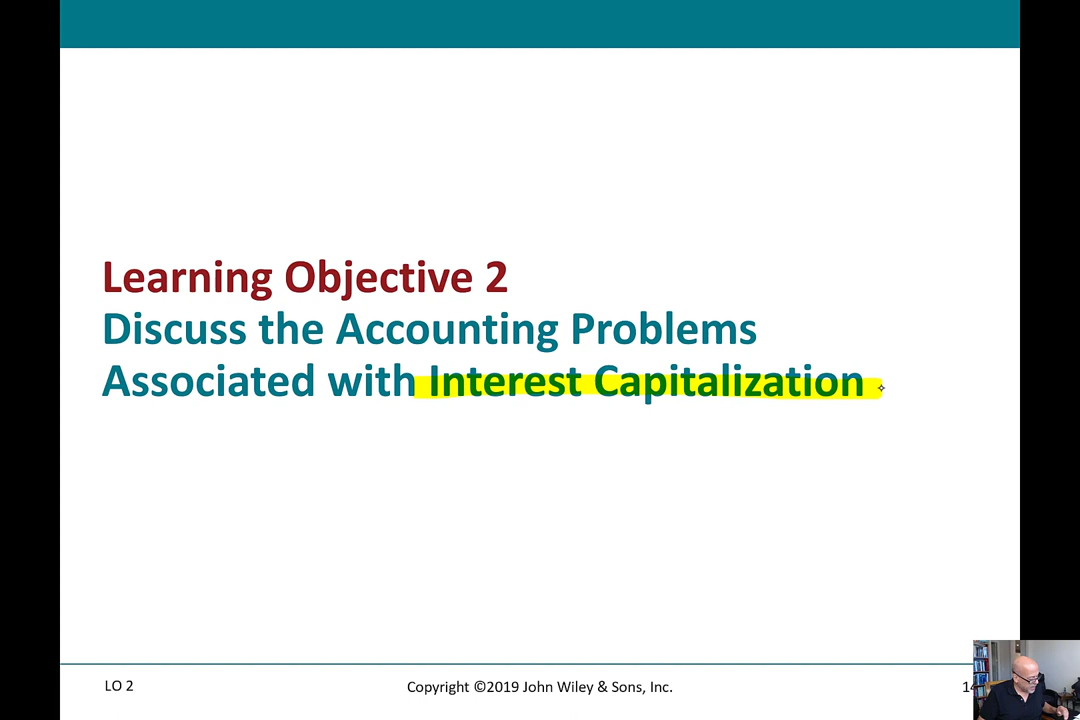 Learning Objective 2
Discuss the Accounting Problems
Associated with Interest Capitalization
LO 2
Copyright ©2019 John Wiley & Sons, Inc.